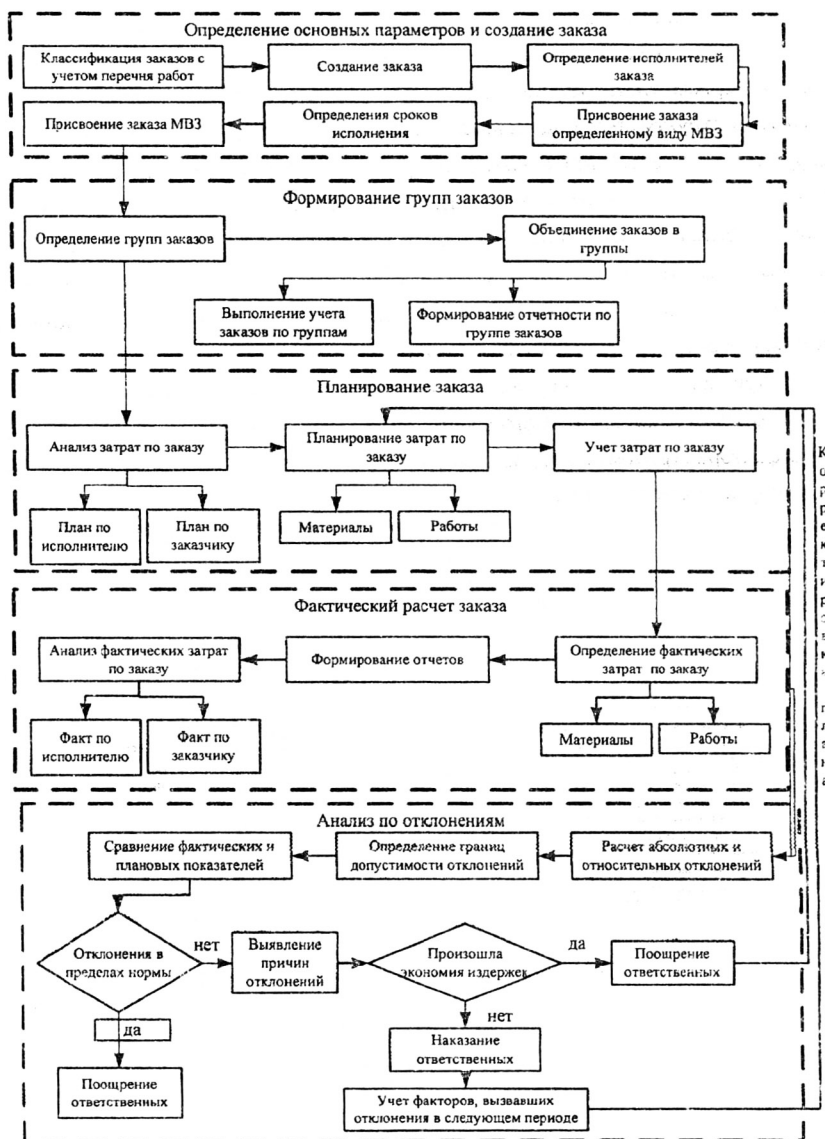 Определение основных параметров и создание заказа
Классификация заказов с
учетом перечня работ
Создание заказа
Определение исполнителей
заказа
Присвоение заказа МВЗ
Определения сроков
исполнения
Присвоение заказа
определенному виду МВЗ
Формирование групп заказов
Определение групп заказов
Объединение заказов в
группы
Выполнение учета
заказов по группам
Формирование отчетности по
группе заказов
Планирование заказа
Анализ затрат по заказу
Планирование затрат по
заказу
Учет затрат по заказу
План по
исполнителю
План по
заказчику
Материалы
Работы
Фактический расчет заказа
Анализ фактических затрат
по заказу
Формирование отчетов
Определение фактических
затрат по заказу
Факт по
исполнителю
Факт по
заказчику
Материалы
Работы
Анализ по отклонениям
Сравнение фактических и
плановых показателей
Определение границ
допустимости отклонений
Расчет абсолютных и
относительных отклонений
Отклонения в
пределах нормы
нет
Выявление
причин
отклонений
Произошла
экономия издержек
да
Поощрение
ответственных
да
нет
Поощрение
ответственных
Наказание
ответственных
Учет факторов, вызвавших
отклонения в следующем периоде